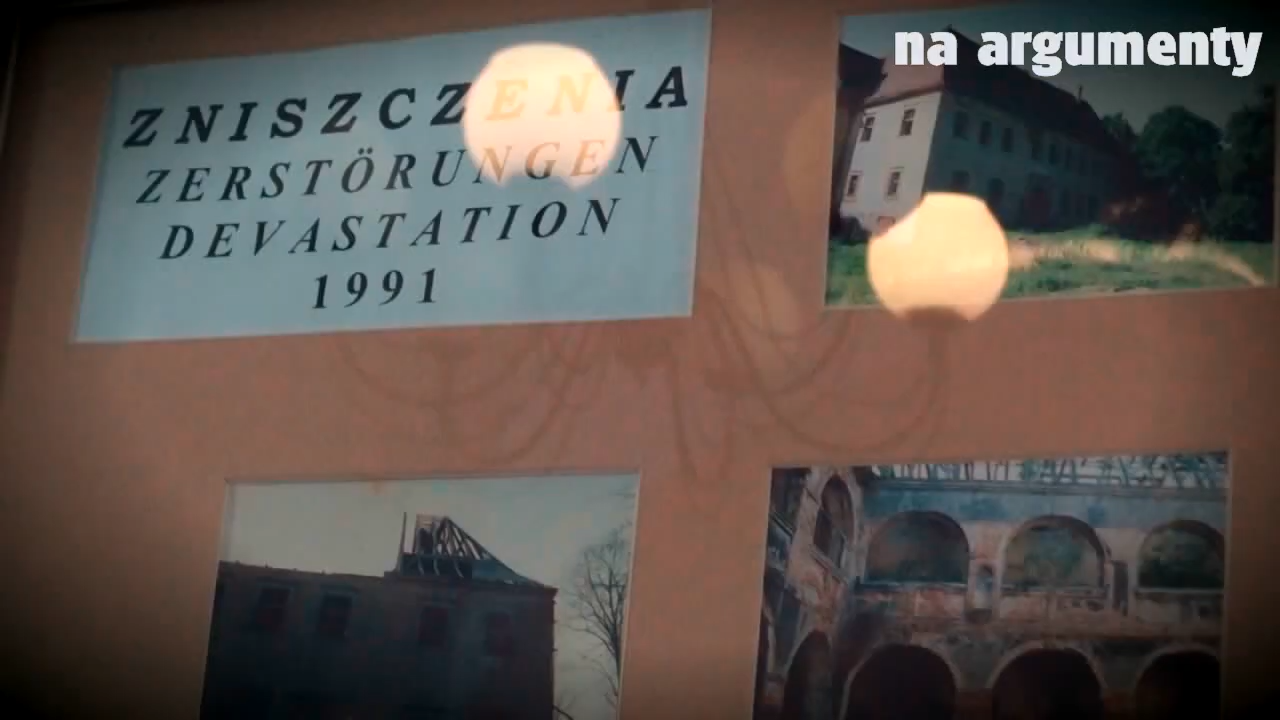 na argumenty
ZNISZCZENIA
ZERSTÖRUNGEN
DEVASTATION
1991